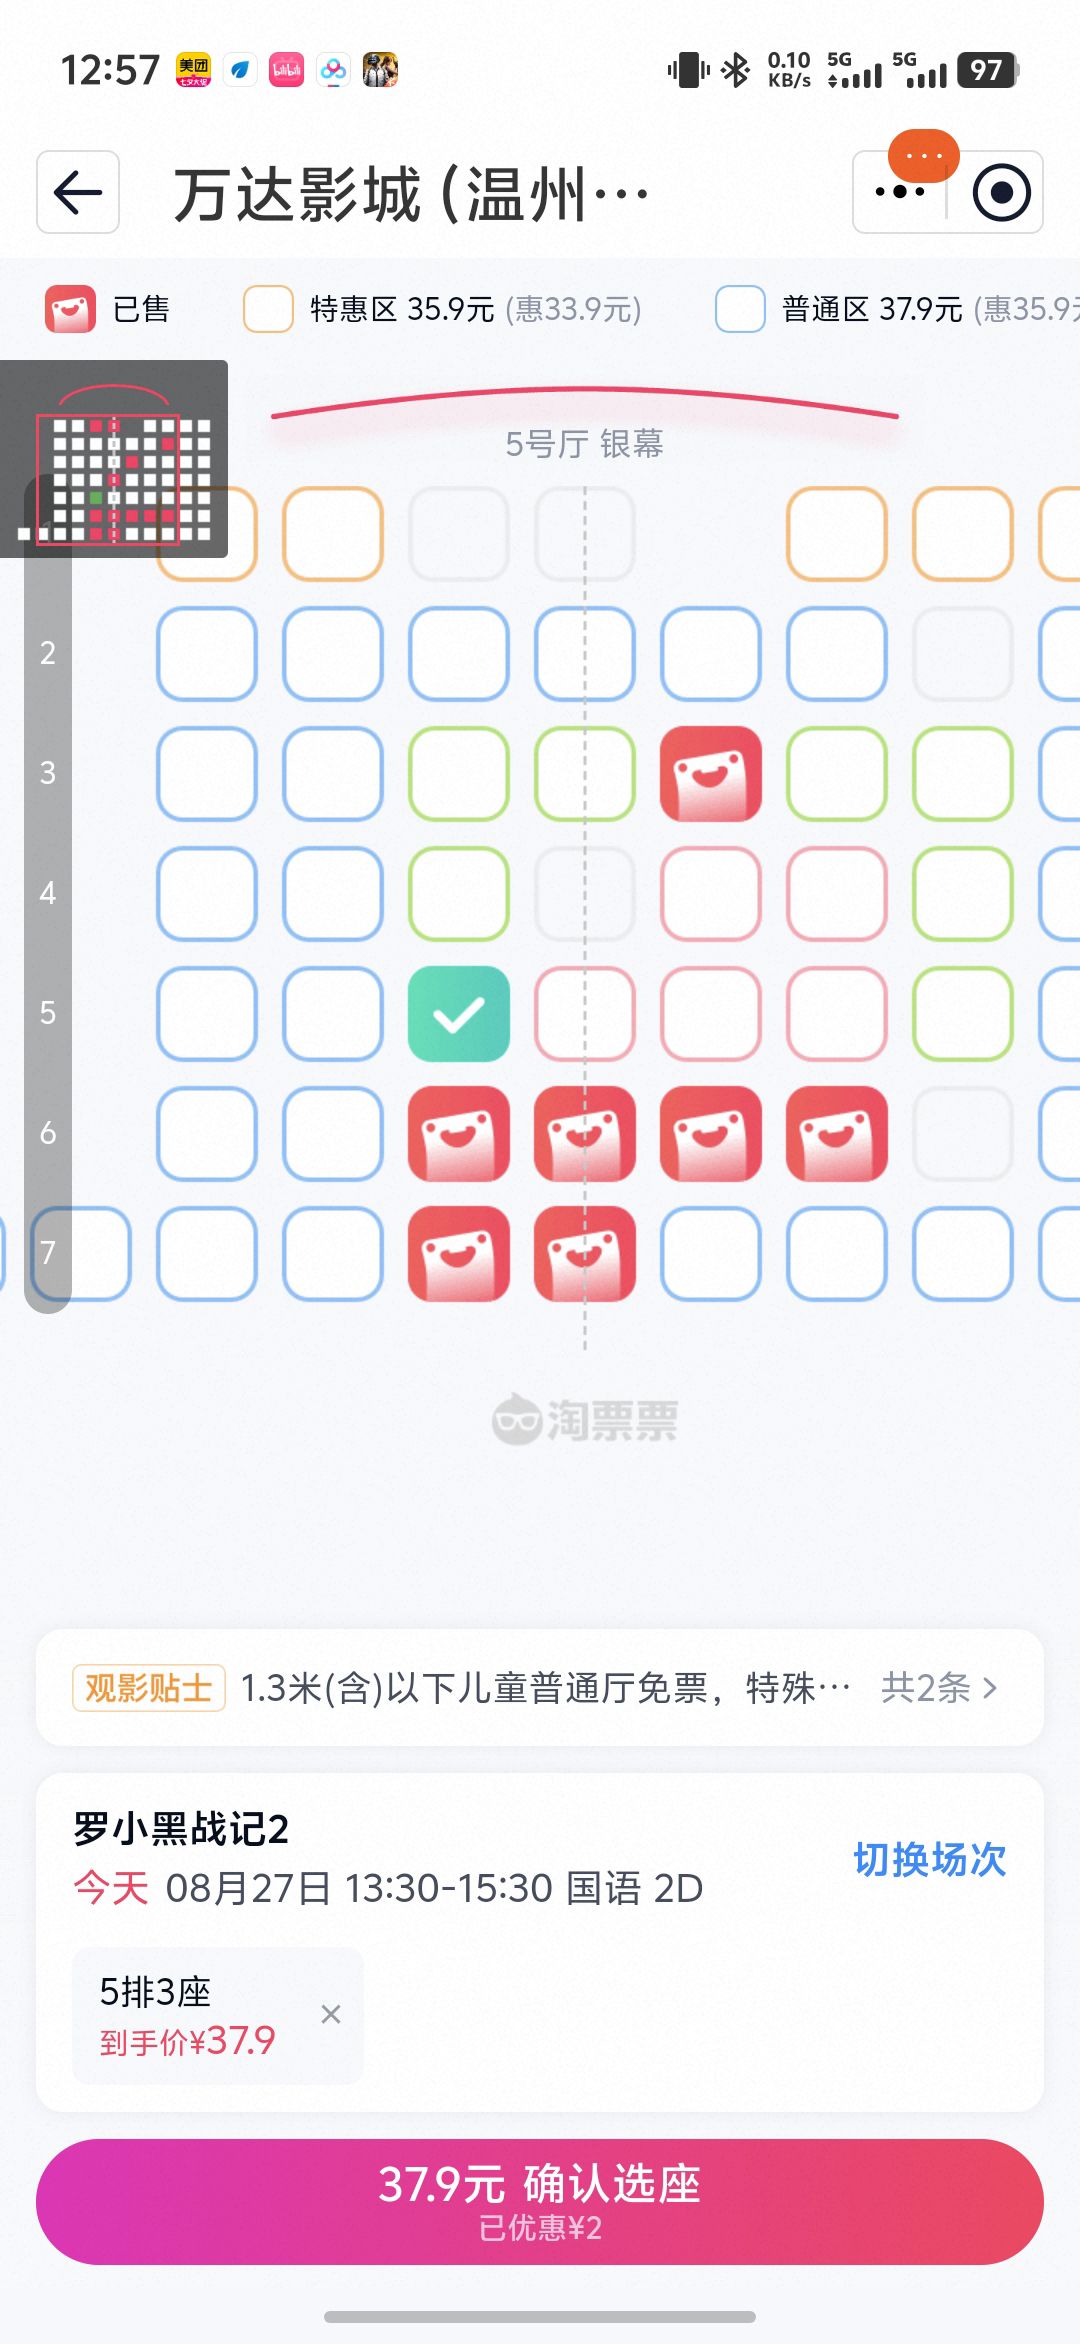 12:57
美团
bilibili
0.10
KB/s
5G
5G
97
万达影城 (温州…
已售
特惠区 35.9元 (惠33.9元)
普通区 37.9元 (惠35.9元
5号厅 银幕
1
2
3
4
5
6
7
淘票票
观影贴士 1.3米(含)以下儿童普通厅免票，特殊… 共2条
罗小黑战记2
切换场次
今天 08月27日 13:30-15:30 国语 2D
5排3座
到手价¥37.9
37.9元 确认选座
已优惠¥2